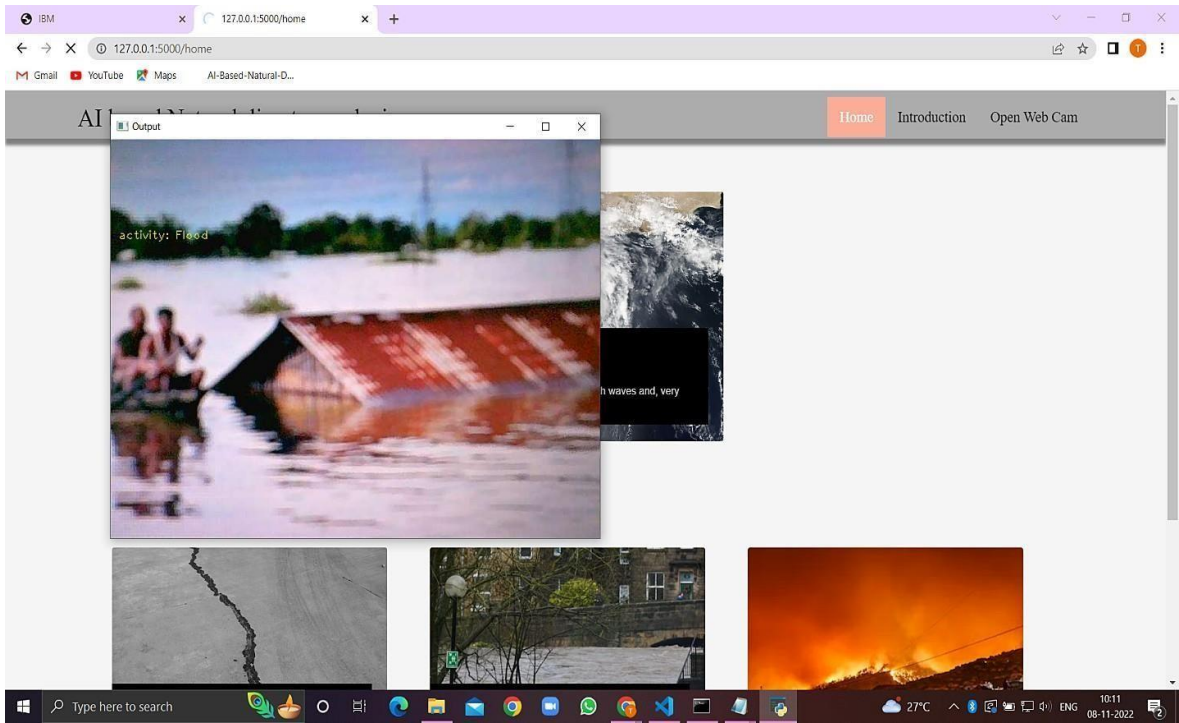 IBM
127.0.0.1:5000/home
127.0.0.1:5000/home
Gmail
YouTube
Maps
AI-Based-Natural-D...
T
AI
Home
Introduction
Open Web Cam
Output
activity: Flood
h waves and, very
Type here to search
27°C
ENG
10:11
08-11-2022
2